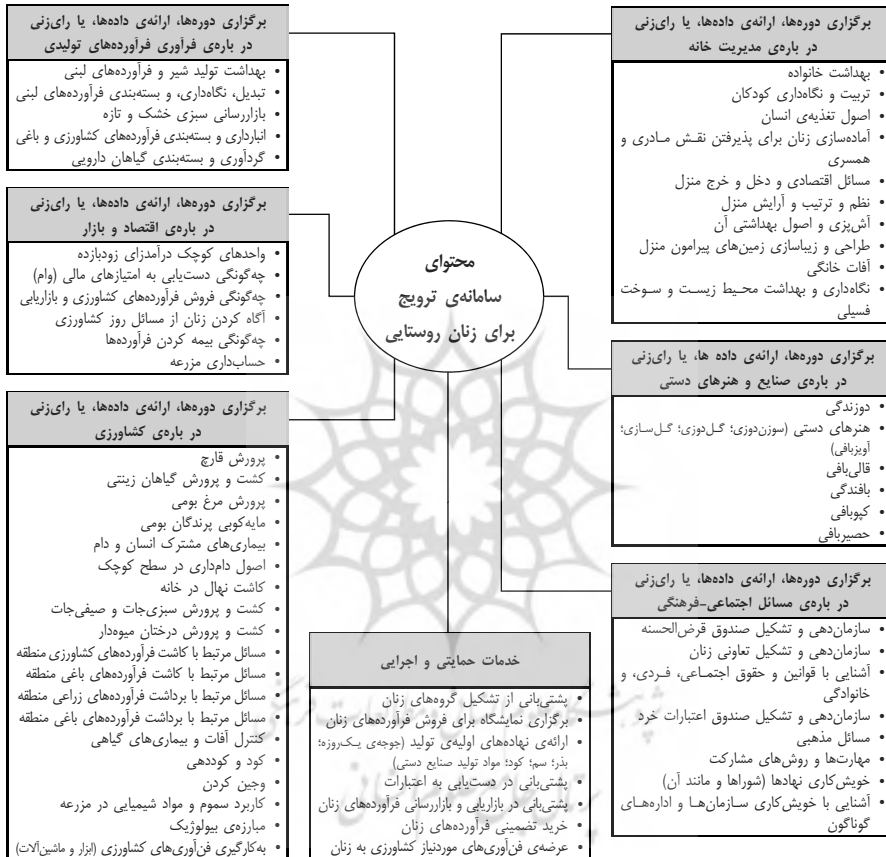 برگزاری دوره‌ها، ارائه‌ی داده‌ها، یا رای‌زنی
در باره‌ی مدیریت خانه
• بهداشت خانواده
• تربیت و نگاه‌داری کودکان
• اصول تغذیه‌ی انسان
• آماده‌سازی زنان برای پذیرفتن نقش مادری و
همسری
• مسائل اقتصادی و دخل و خرج منزل
• نظم و ترتیب و آرایش منزل
• آش‌پزی و اصول بهداشتی آن
• طراحی و زیباسازی زمین‌های پیرامون منزل
• آفات خانگی
• نگاه‌داری و بهداشت محیط زیست و سوخت
فسیلی
برگزاری دوره‌ها، ارائه‌ی داده ها، یا رای‌زنی
در باره‌ی صنایع و هنرهای دستی
• دوزندگی
• هنرهای دستی (سوزن‌دوزی؛ گل‌دوزی؛ گل‌سازی؛
آویزبافی)
• قالی‌بافی
• بافندگی
• کپوبافی
• حصیربافی
برگزاری دوره‌ها، ارائه‌ی داده‌ها، یا رای‌زنی
در باره‌ی مسائل اجتماعی-فرهنگی
• سازمان‌دهی و تشکیل صندوق قرض‌الحسنه
• سازمان‌دهی و تشکیل تعاونی زنان
• آشنایی با قوانین و حقوق اجتماعی، فردی، و
خانوادگی
• سازمان‌دهی و تشکیل صندوق اعتبارات خرد
• مسائل مذهبی
• مهارت‌ها و روش‌های مشارکت
• خویش‌کاری نهادها (شوراها و مانند آن)
• آشنایی با خویش‌کاری سازمان‌ها و اداره‌های
گوناگون
محتوای
سامانه‌ی ترویج
برای زنان روستایی
خدمات حمایتی و اجرایی
• پشتی‌بانی از تشکیل گروه‌های زنان
• برگزاری نمایشگاه برای فروش فرآورده‌های زنان
• ارائه‌ی نهاده‌های اولیه‌ی تولید (جوجه‌ی یک‌روزه؛
بذر؛ سم؛ کود؛ مواد تولید صنایع دستی)
• پشتی‌بانی در دست‌یابی به اعتبارات
• پشتی‌بانی در بازاریابی و بازاررسانی فرآورده‌های زنان
• خرید تضمینی فرآورده‌های زنان
• عرضه‌ی فن‌آوری‌های موردنیاز کشاورزی به زنان
برگزاری دوره‌ها، ارائه‌ی داده‌ها، یا رای‌زنی
در باره‌ی فرآوری فرآورده‌های تولیدی
• بهداشت تولید شیر و فرآورده‌های لبنی
• تبدیل، نگاه‌داری، و بسته‌بندی فرآورده‌های لبنی
• بازاررسانی سبزی خشک و تازه
• انبارداری و بسته‌بندی فرآورده‌های کشاورزی و باغی
• گردآوری و بسته‌بندی گیاهان دارویی
برگزاری دوره‌ها، ارائه‌ی داده‌ها، یا رای‌زنی
در باره‌ی اقتصاد و بازار
• واحدهای کوچک درآمدزای زودبازده
• چه‌گونگی دست‌یابی به امتیازهای مالی (وام)
• چه‌گونگی فروش فرآورده‌های کشاورزی و بازاریابی
• آگاه کردن زنان از مسائل روز کشاورزی
• چه‌گونگی بیمه کردن فرآورده‌ها
• حساب‌داری مزرعه
برگزاری دوره‌ها، ارائه‌ی داده‌ها، یا رای‌زنی
در باره‌ی کشاورزی
• پرورش قارچ
• کشت و پرورش گیاهان زینتی
• پرورش مرغ بومی
• مایه‌کوبی پرندگان بومی
• بیماری‌های مشترک انسان و دام
• اصول دام‌داری در سطح کوچک
• کاشت نهال در خانه
• کشت و پرورش سبزی‌جات و صیفی‌جات
• کشت و پرورش درختان میوه‌دار
• مسائل مرتبط با کاشت فرآورده‌های کشاورزی منطقه
• مسائل مرتبط با کاشت فرآورده‌های باغی منطقه
• مسائل مرتبط با برداشت فرآورده‌های زراعی منطقه
• مسائل مرتبط با برداشت فرآورده‌های باغی منطقه
• کنترل آفات و بیماری‌های گیاهی
• کود و کوددهی
• وجین کردن
• کاربرد سموم و مواد شیمیایی در مزرعه
• مبارزه‌ی بیولوژیک
• به‌کارگیری فن‌آوری‌های کشاورزی (ابزار و ماشین‌آلات)